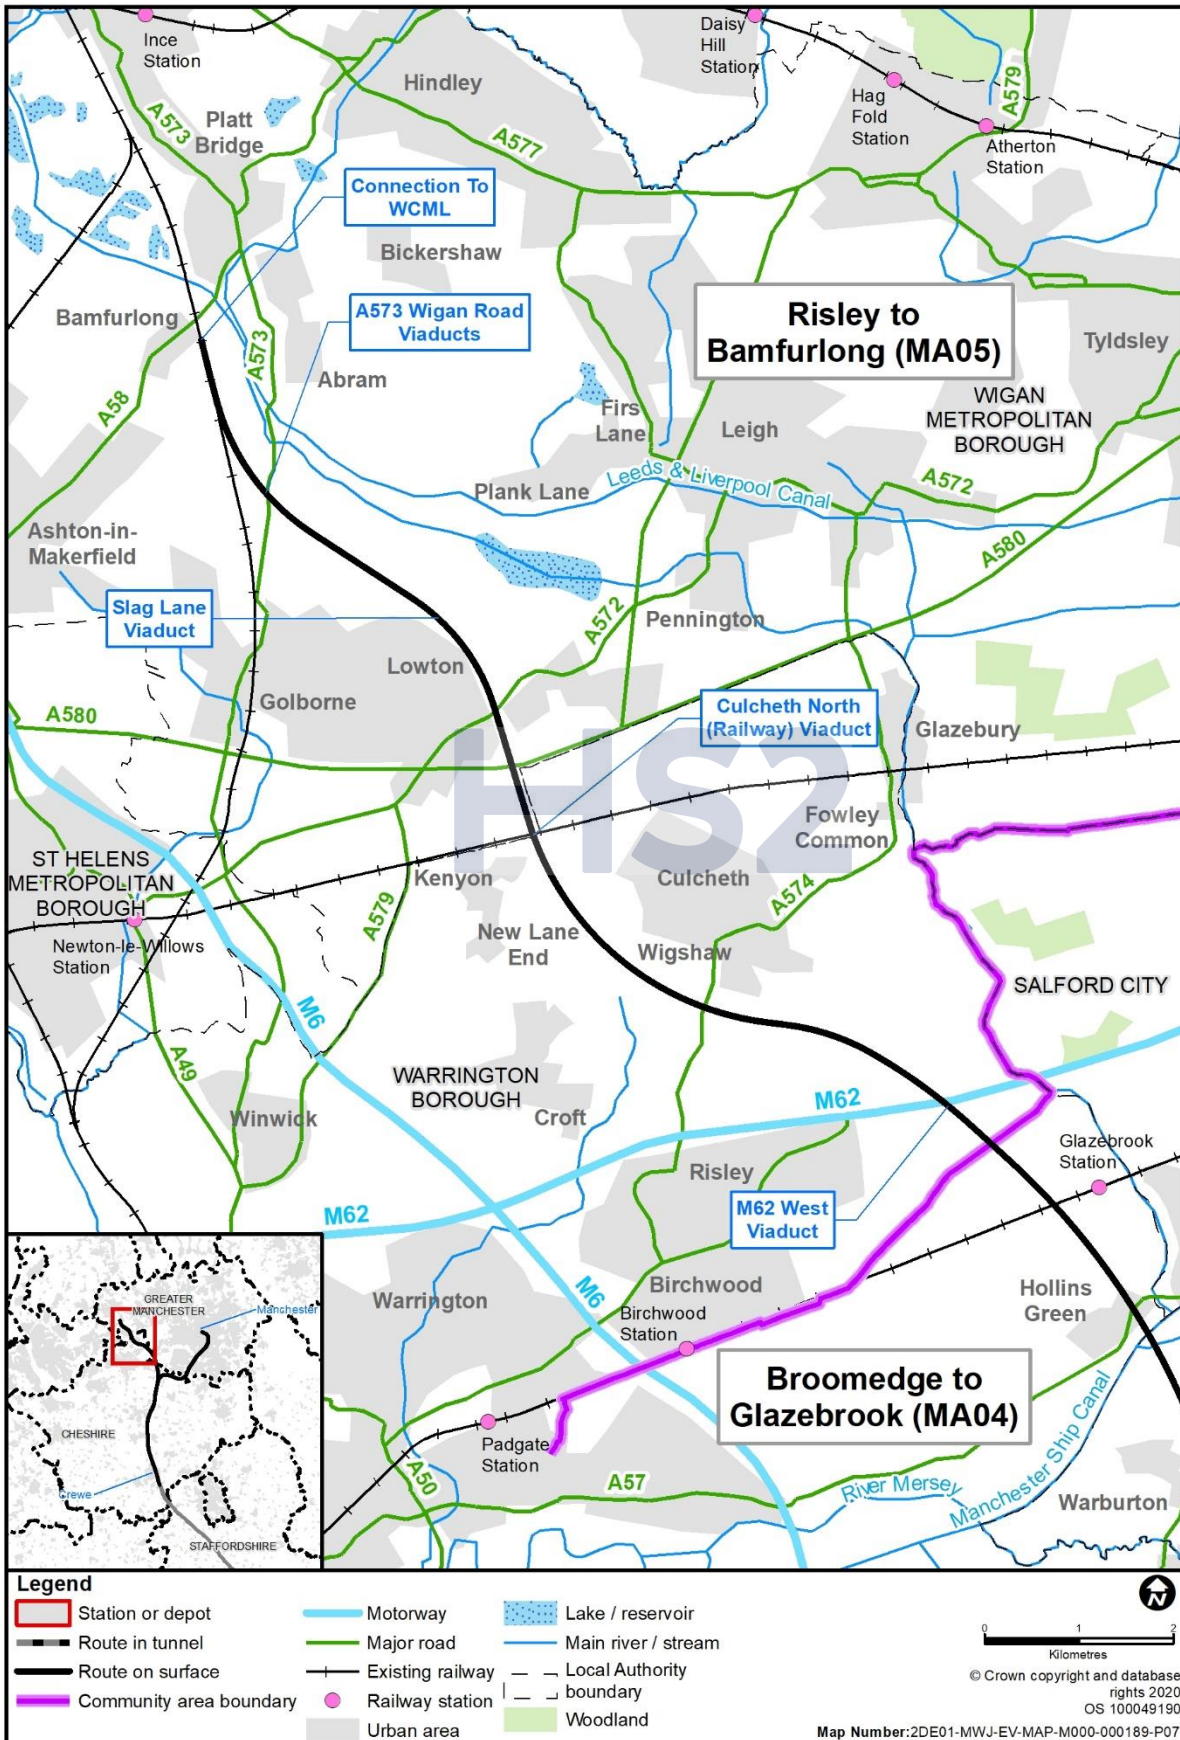 Ince
Station
Daisy
Hill
Station
Hindley
Hag
Fold
Station
A579
Atherton
Station
A573
Platt
Bridge
A577
Connection To
WCML
Bickershaw
Bamfurlong
A573 Wigan Road
Viaducts
A573
Abram
A58
Risley to
Bamfurlong (MA05)
Tyldsley
WIGAN
METROPOLITAN
BOROUGH
Firs
Lane
Leigh
Plank Lane
Leeds & Liverpool Canal
A572
Ashton-in-
Makerfield
A580
Slag Lane
Viaduct
A572
Pennington
Lowton
Golborne
A580
Culcheth North
(Railway) Viaduct
Glazebury
HS2
Fowley
Common
ST HELENS
METROPOLITAN
BOROUGH
Kenyon
Culcheth
A574
A579
New Lane
End
Wigshaw
Newton-le-Willows
Station
SALFORD CITY
M6
A49
WARRINGTON
BOROUGH
M62
Croft
Winwick
Glazebrook
Station
Risley
M62
M62 West
Viaduct
Birchwood
Hollins
Green
Warrington
M6
Birchwood
Station
Broomedge to
Glazebrook (MA04)
Padgate
Station
A50
A57
River Mersey
Manchester Ship Canal
Warburton
GREATER
MANCHESTER
Manchester
CHESHIRE
Crewe
STAFFORDSHIRE
Legend
Station or depot
Route in tunnel
Route on surface
Community area boundary
Motorway
Major road
Existing railway
Railway station
Urban area
Lake / reservoir
Main river / stream
Local Authority
boundary
Woodland
N
0 1 2
Kilometres
© Crown copyright and database
rights 2020
OS 100049190
Map Number:2DE01-MWJ-EV-MAP-M000-000189-P07